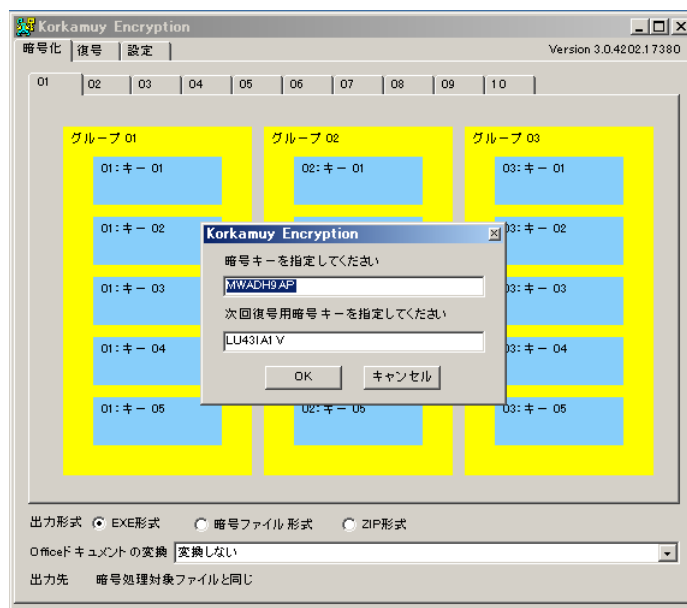 Korkamuy Encryption
暗号化 復号 設定
Version 3.0.4202.17380
01 02 03 04 05 06 07 08 09 10
グループ 01 グループ 02 グループ 03
01:キー 01 02:キー 01 03:キー 01
01:キー 02 03:キー 02
Korkamuy Encryption
暗号キーを指定してください
MWADH9AP
01:キー 03 03:キー 03
次回復号用暗号キーを指定してください
LU43IA1V
01:キー 04 03:キー 04
OK キャンセル
01:キー 05 02:キー 05 03:キー 05
出力形式 EXE形式 暗号ファイル形式 ZIP形式
Officeドキュメントの変換 変換しない
出力先 暗号処理対象ファイルと同じ